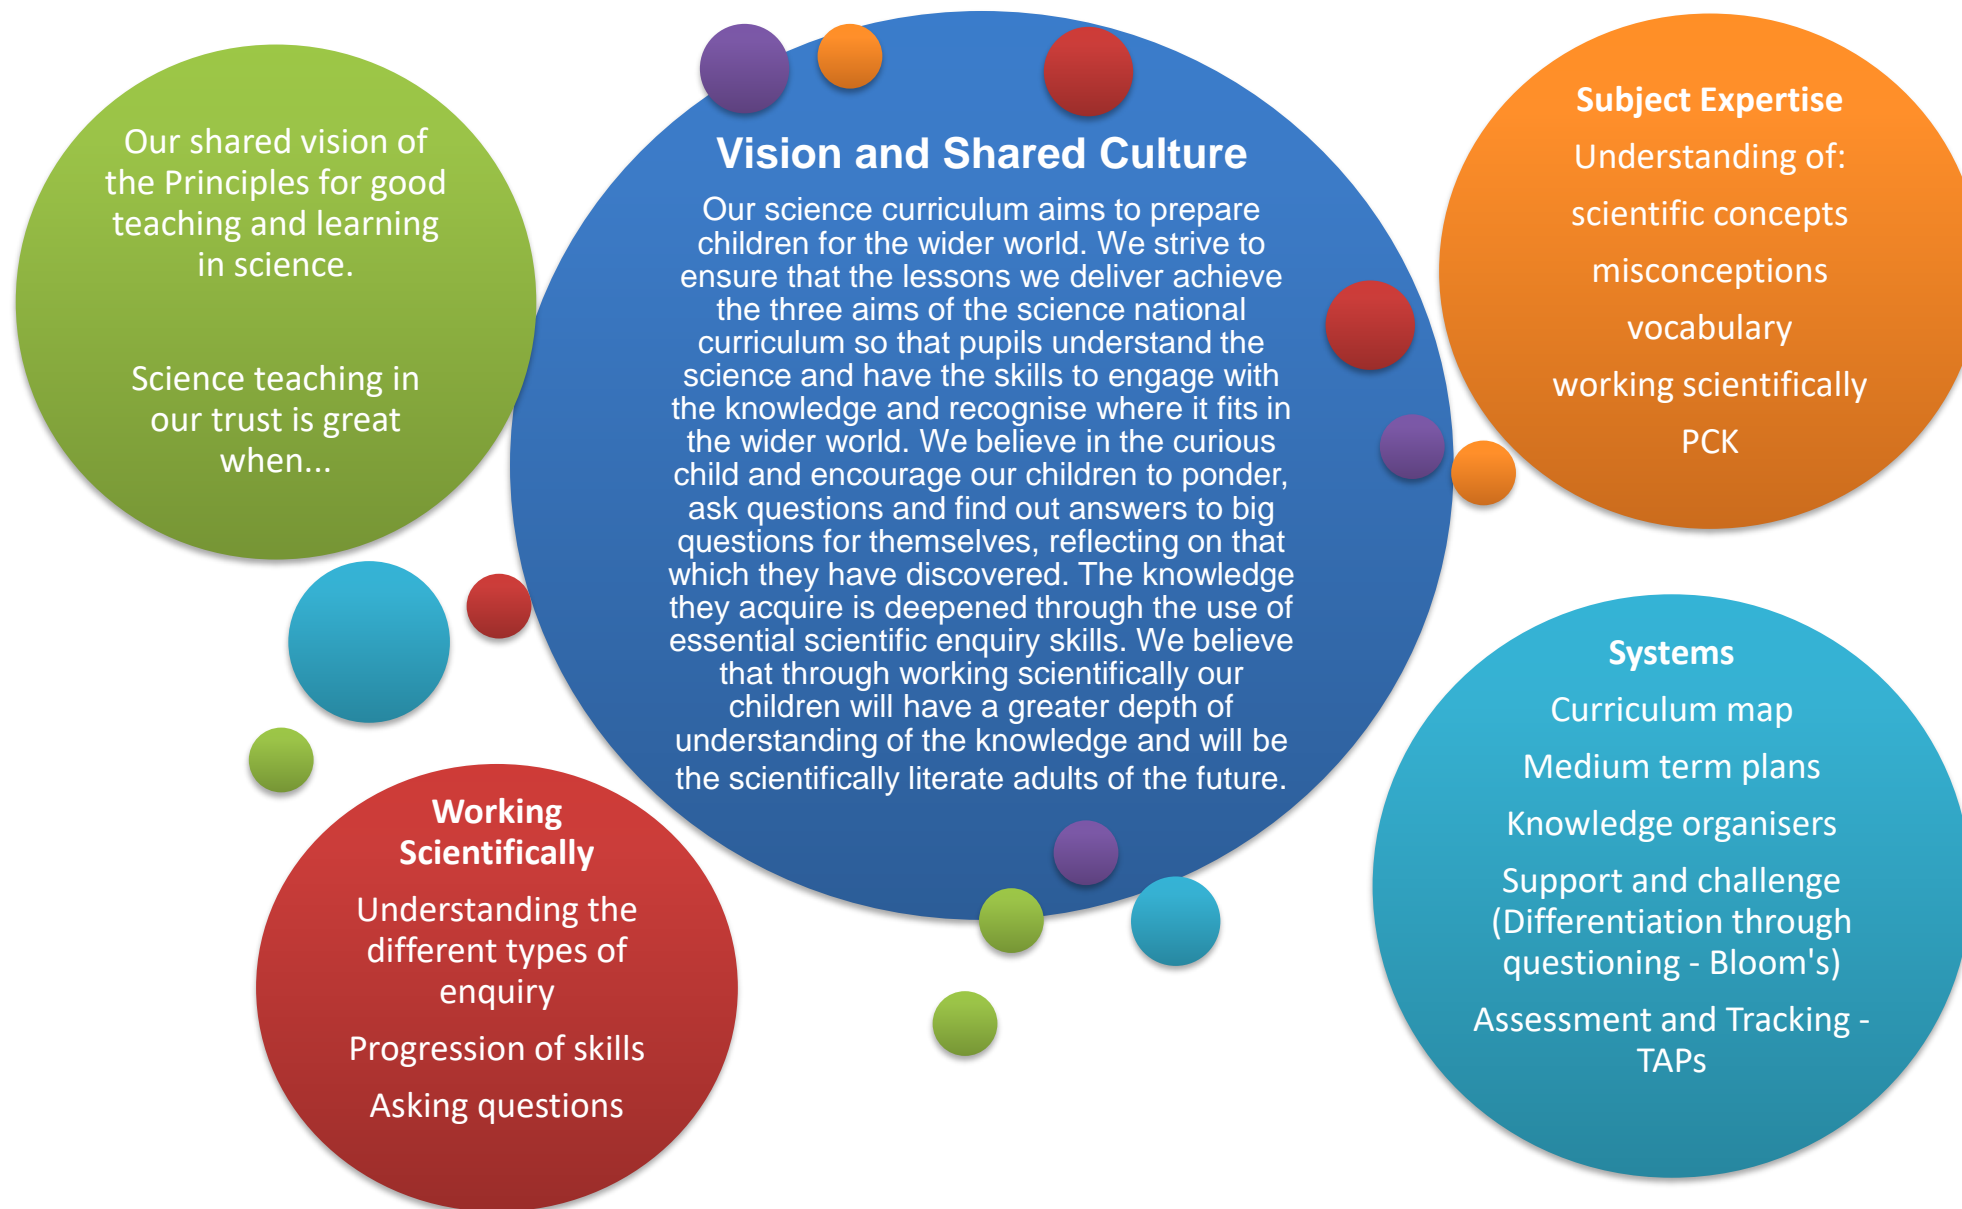 Our shared vision of
the Principles for good
teaching and learning
in science.
Science teaching in
our trust is great
when...
Vision and Shared Culture
Our science curriculum aims to prepare
children for the wider world. We strive to
ensure that the lessons we deliver achieve
the three aims of the science national
curriculum so that pupils understand the
science and have the skills to engage with
the knowledge and recognise where it fits in
the wider world. We believe in the curious
child and encourage our children to ponder,
ask questions and find out answers to big
questions for themselves, reflecting on that
which they have discovered. The knowledge
they acquire is deepened through the use of
essential scientific enquiry skills. We believe
that through working scientifically our
children will have a greater depth of
understanding of the knowledge and will be
the scientifically literate adults of the future.
Subject Expertise
Understanding of:
scientific concepts
misconceptions
vocabulary
working scientifically
PCK
Working
Scientifically
Understanding the
different types of
enquiry
Progression of skills
Asking questions
Systems
Curriculum map
Medium term plans
Knowledge organisers
Support and challenge
(Differentiation through
questioning - Bloom's)
Assessment and Tracking -
TAPs